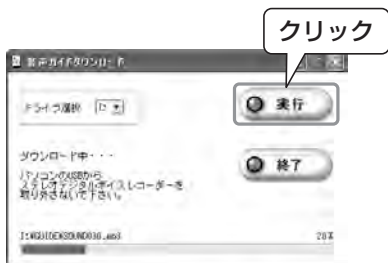 クリック
音声ガイドダウンロード
ドライブ選択
実行
ダウンロード中・・・
終了
パソコンのUSBから
ステレオデジタルボイスレコーダーを
取り外さないで下さい。